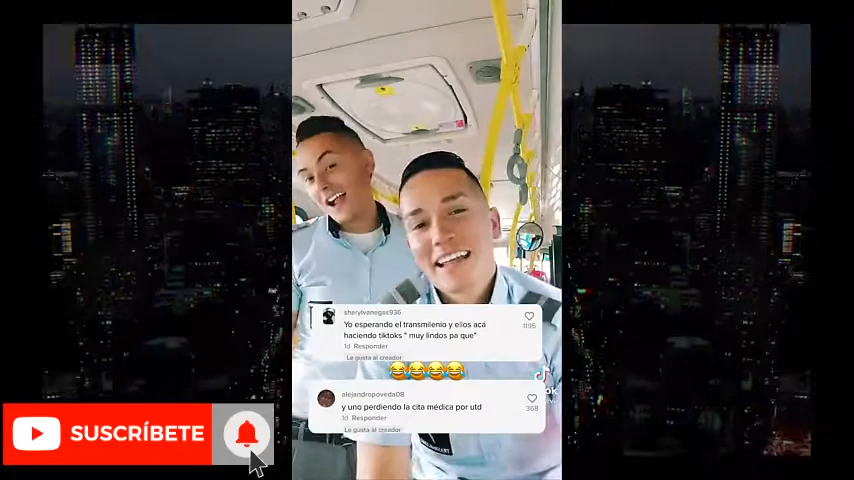 sherylvanegas936
Yo esperando el transmilenio y ellos acá
haciendo tiktoks " muy lindos pa que"
1195
1d Responder
Le gusta al creador
alejandropoveda08
y uno perdiendo la cita médica por utd
368
1d Responder
Le gusta al creador
SUSCRÍBETE